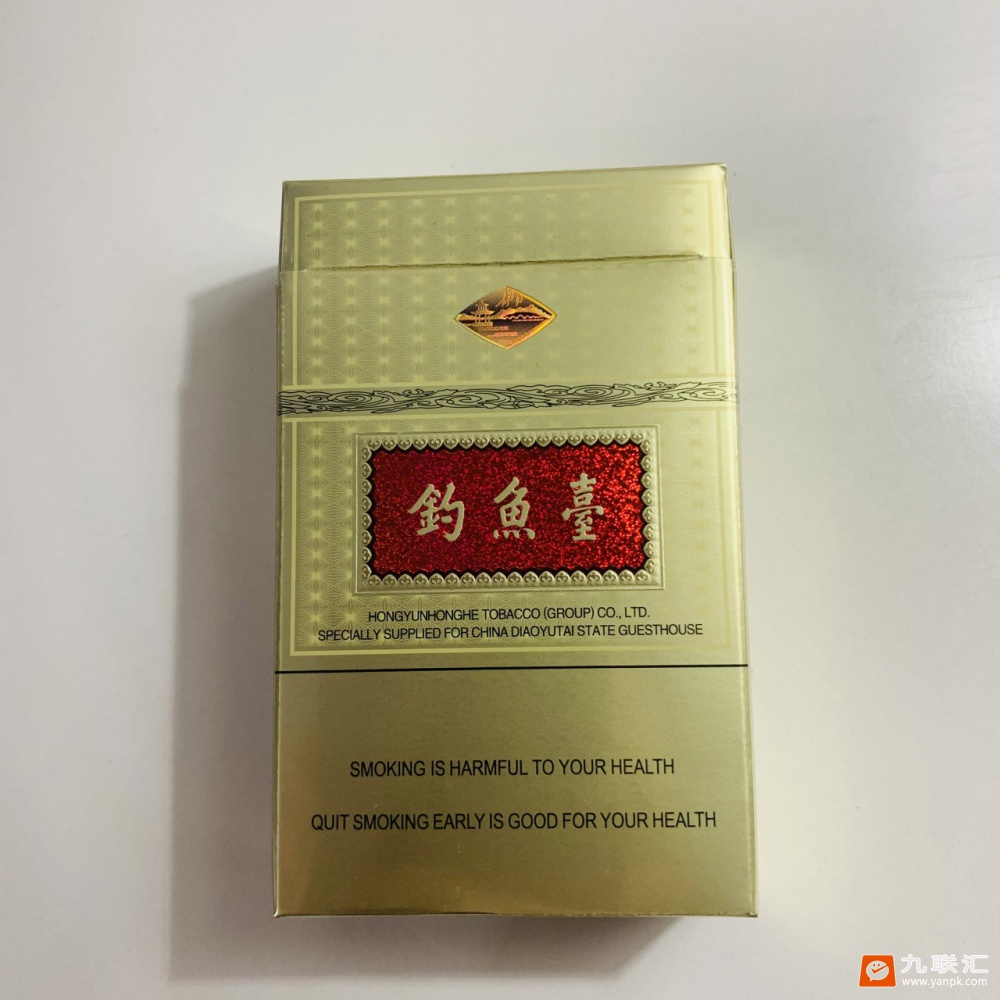 釣魚臺
HONGYUNHONGHE TOBACCO (GROUP) CO., LTD.
SPECIALLY SUPPLIED FOR CHINA DIAOYUTAI STATE GUESTHOUSE
SMOKING IS HARMFUL TO YOUR HEALTH
QUIT SMOKING EARLY IS GOOD FOR YOUR HEALTH
九联汇
www.yanpk.com